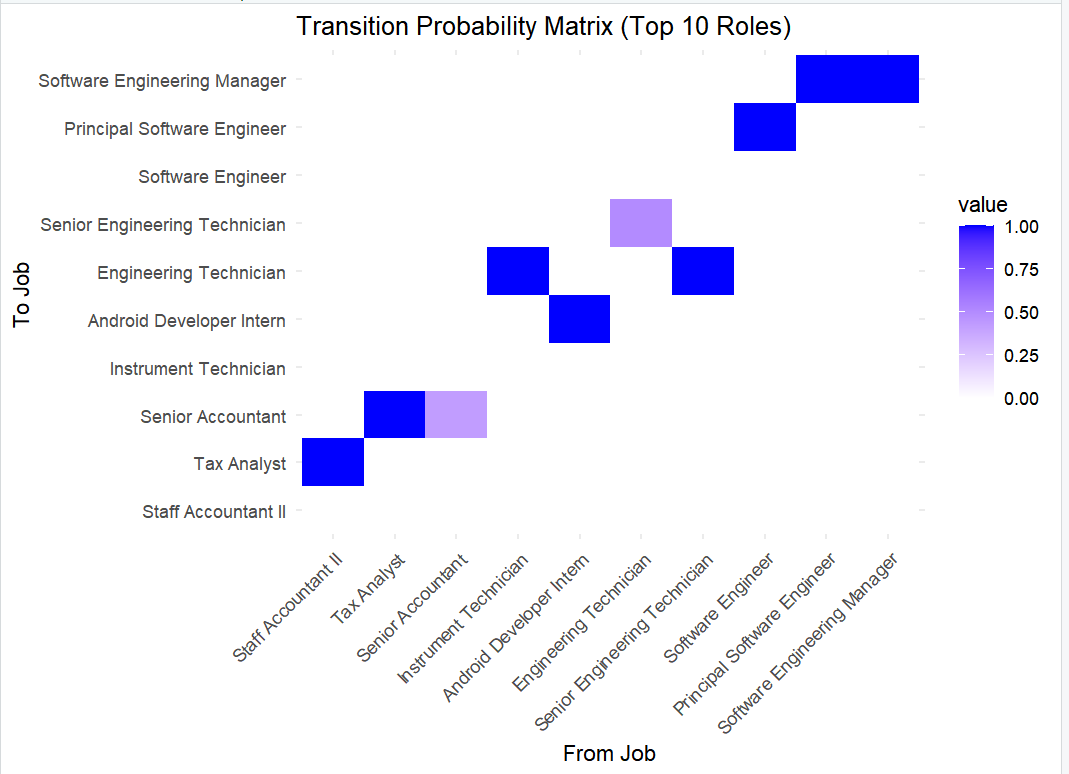 Transition Probability Matrix (Top 10 Roles)
Software Engineering Manager
Principal Software Engineer
Software Engineer
Senior Engineering Technician
Engineering Technician
Android Developer Intern
Instrument Technician
Senior Accountant
Tax Analyst
Staff Accountant II
To Job
value
1.00
0.75
0.50
0.25
0.00
Staff Accountant II
Tax Analyst
Senior Accountant
Instrument Technician
Android Developer Intern
Engineering Technician
Senior Engineering Technician
Software Engineer
Principal Software Engineer
Software Engineering Manager
From Job